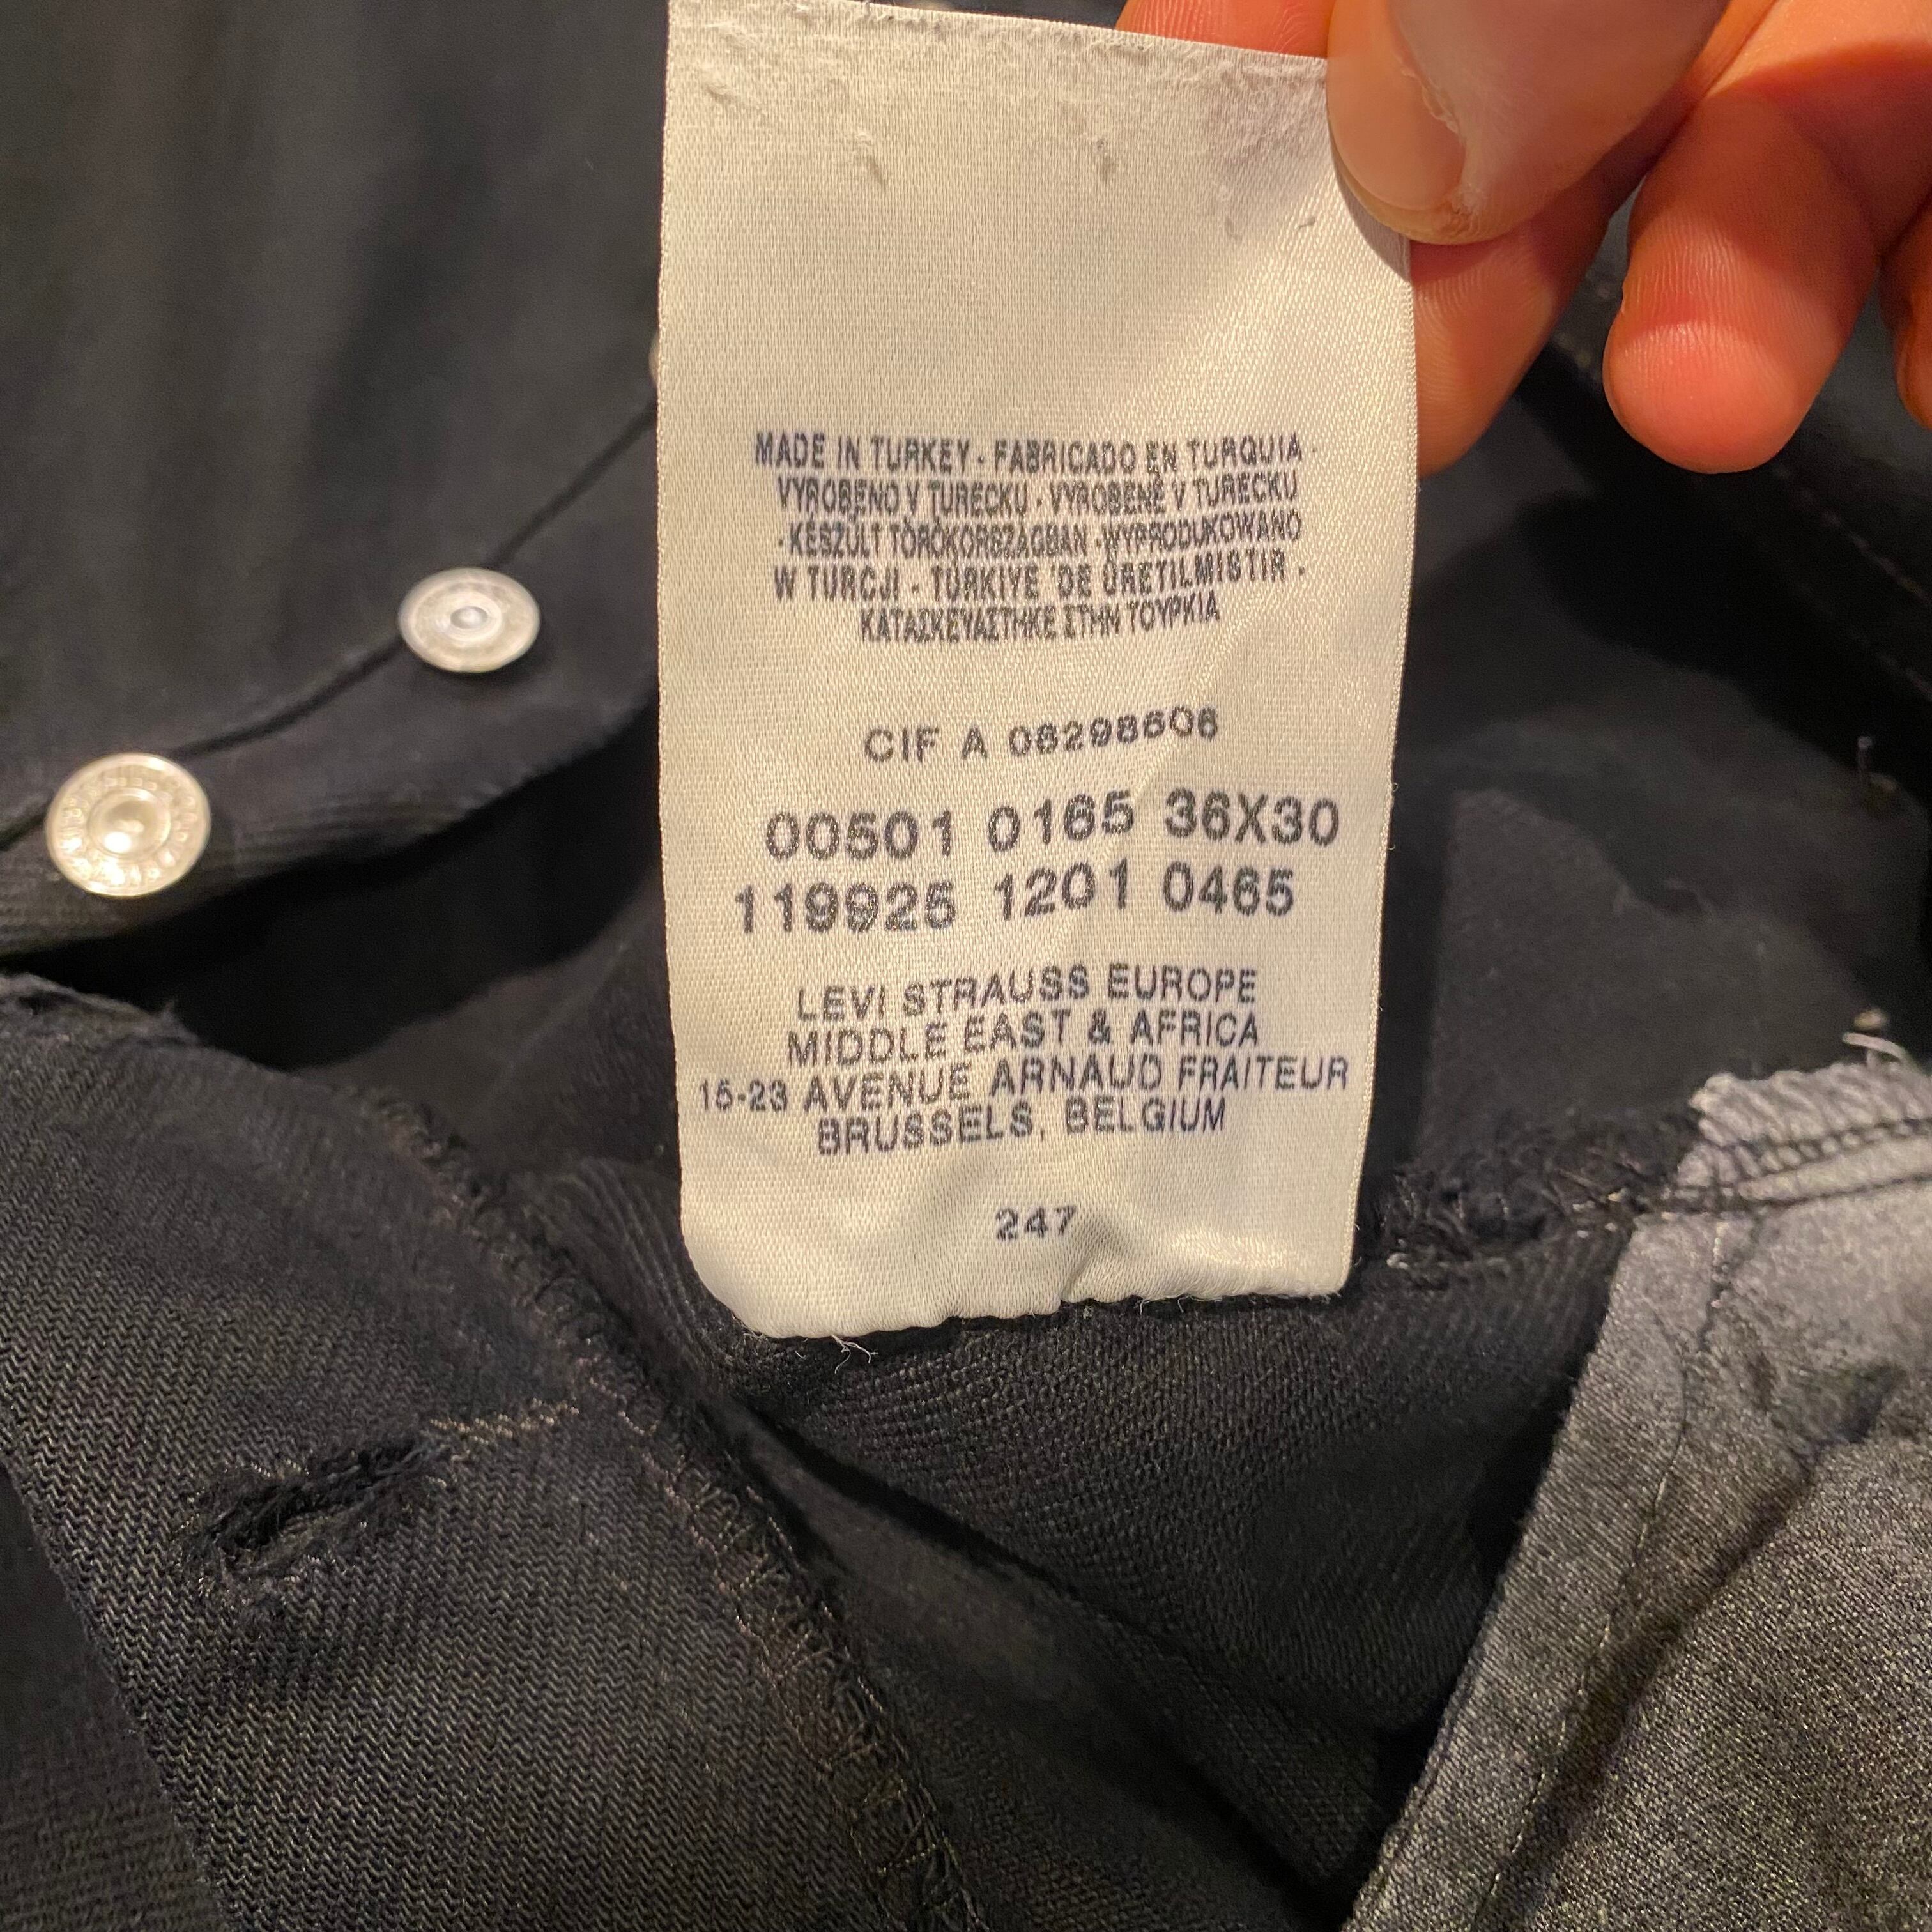 MADE IN TURKEY - FABRICADO EN TURQUIA -
VYROBENO V TURECKU - VYROBENÉ V TURECKU
- KÉSZÜLT TÖRÖKORSZÁGBAN - WYPRODUKOWANO
W TURCJI - TÜRKIYE 'DE ÜRETILMISTIR -
ΚΑΤΑΣΚΕΥΑΣΤΗΚΕ ΣΤΗΝ ΤΟΥΡΚΙΑ
CIF A 08298606
00501 0165 36X30
119925 1201 0465
LEVI STRAUSS EUROPE
MIDDLE EAST & AFRICA
15-23 AVENUE ARNAUD FRAITEUR
BRUSSELS, BELGIUM
247